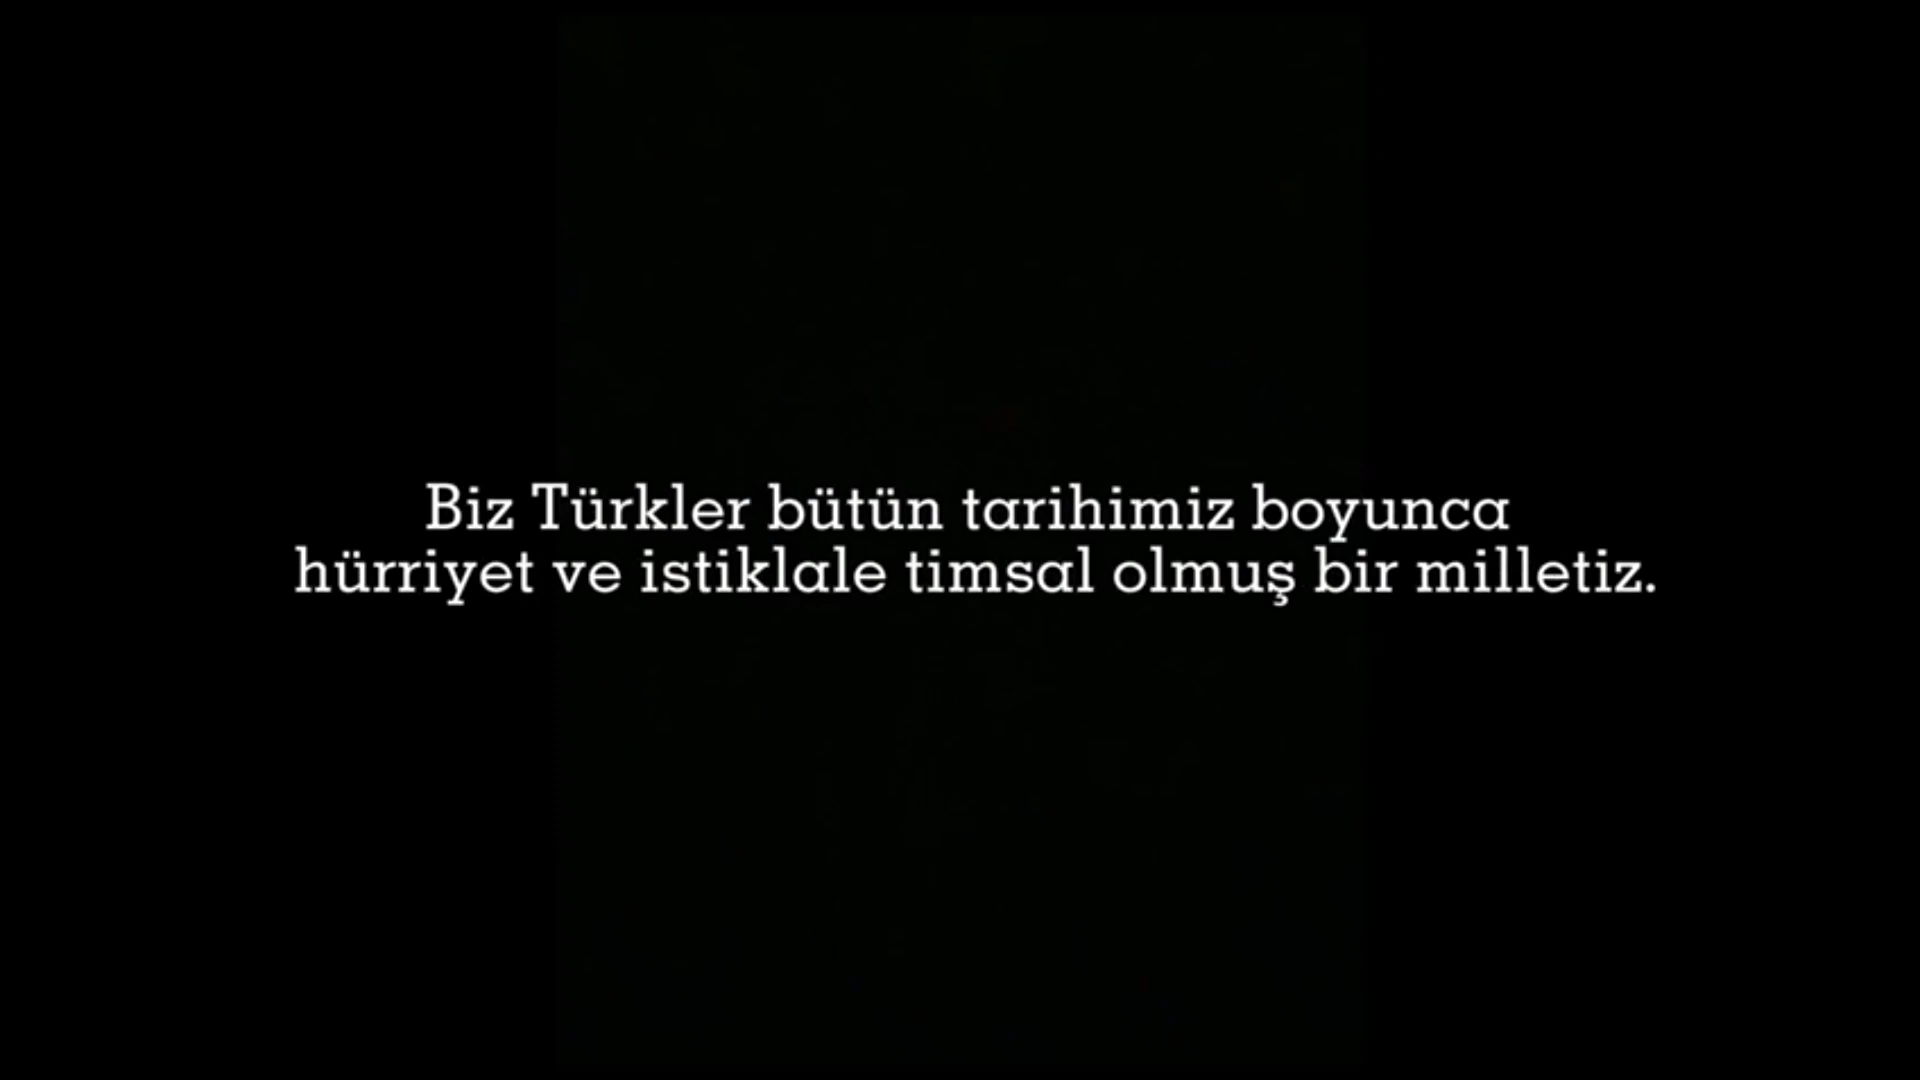 Biz Türkler bütün tarihimiz boyunca
hürriyet ve istiklale timsal olmuş bir milletiz.